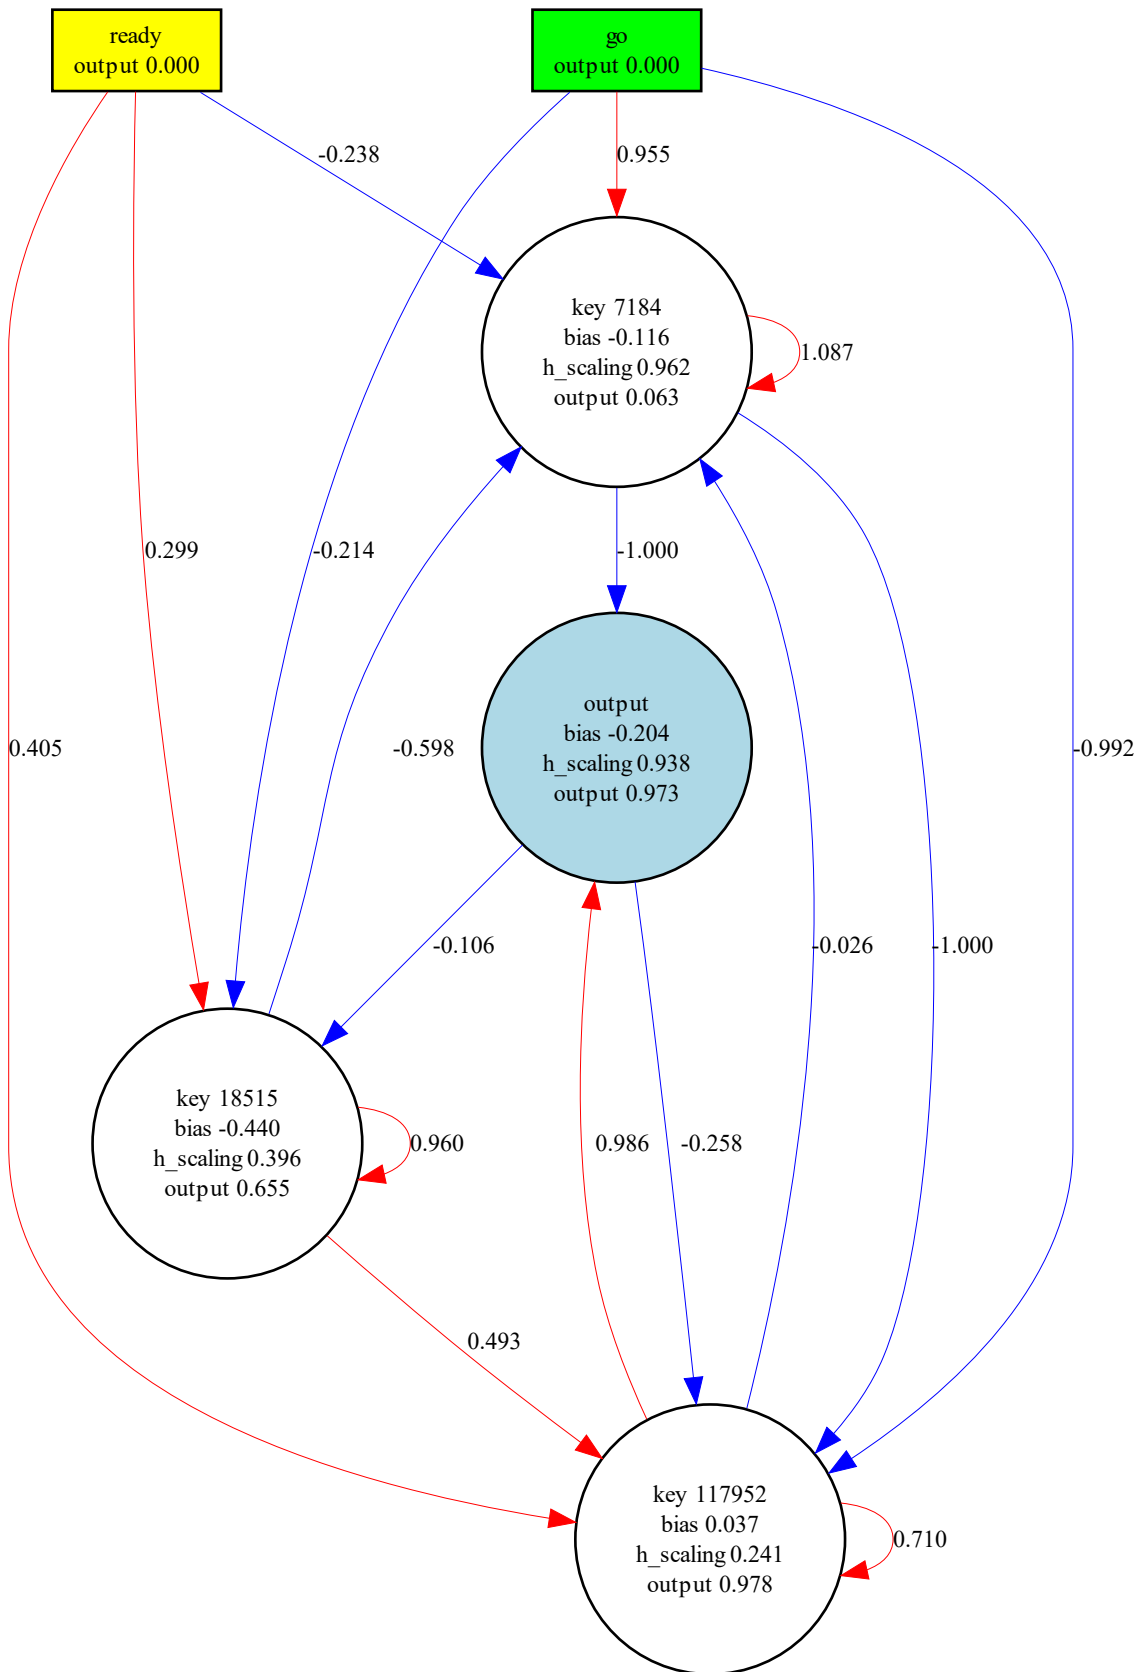 ready
output 0.000
go
output 0.000
-0.238
0.955
key 7184
bias -0.116
h_scaling 0.962
output 0.063
1.087
0.299
-0.214
-1.000
output
bias -0.204
h_scaling 0.938
output 0.973
0.405
-0.598
-0.992
-0.106
-0.026
-1.000
key 18515
bias -0.440
h_scaling 0.396
output 0.655
0.960
0.986
-0.258
0.493
key 117952
bias 0.037
h_scaling 0.241
output 0.978
0.710